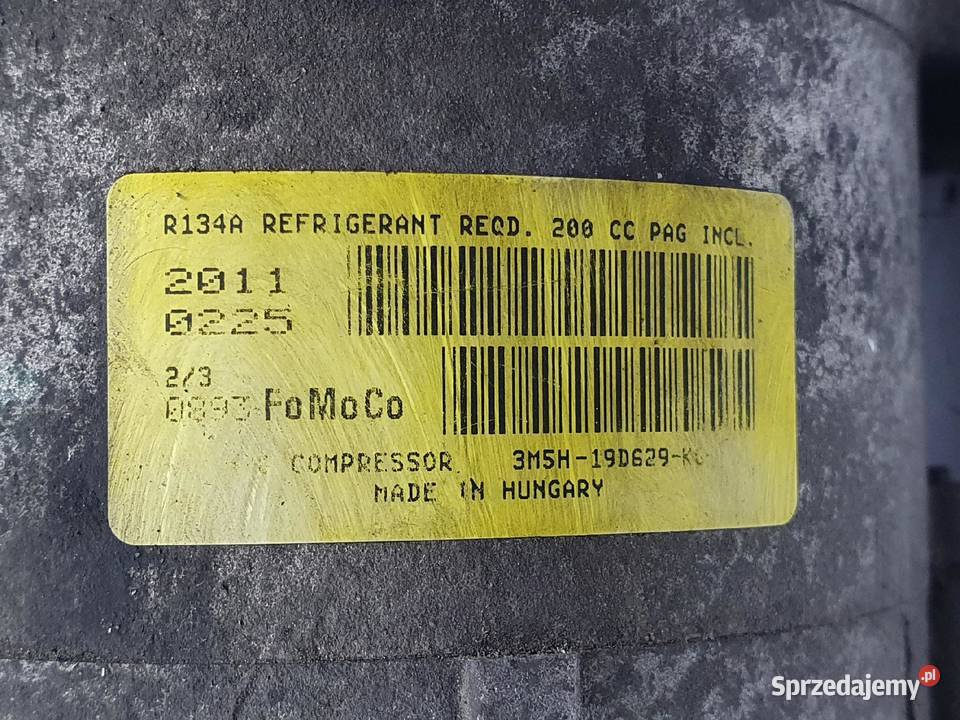 R134A REFRIGERANT REQD. 200 CC PAG INCL.
2011
0225
2/3
0893 FoMoCo
COMPRESSOR 3M5H-19D629-
MADE IN HUNGARY
Sprzedajemy.pl